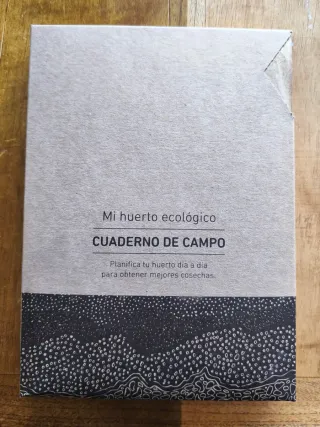 Mi huerto ecológico
CUADERNO DE CAMPO
Planifica tu huerto día a día
para obtener mejores cosechas.